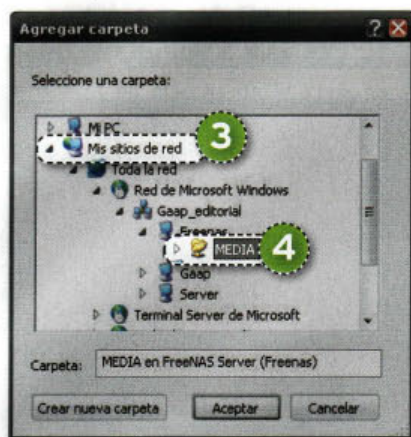 Agregar carpeta
Seleccione una carpeta:
Mi PC
3
Mis sitios de red
Toda la red
Red de Microsoft Windows
Gaap_editorial
Freenas
MEDIA
4
Gaap
Server
Terminal Server de Microsoft
Carpeta: MEDIA en FreeNAS Server (Freenas)
Crear nueva carpeta Aceptar Cancelar